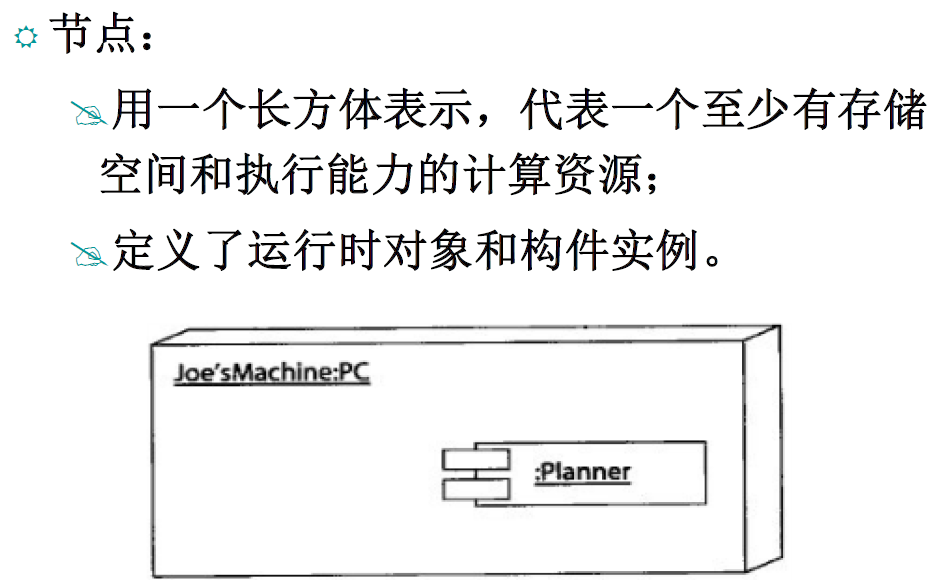 节点：
用一个长方体表示，代表一个至少有存储
空间和执行能力的计算资源；
定义了运行时对象和构件实例。
Joe'sMachine:PC
:Planner